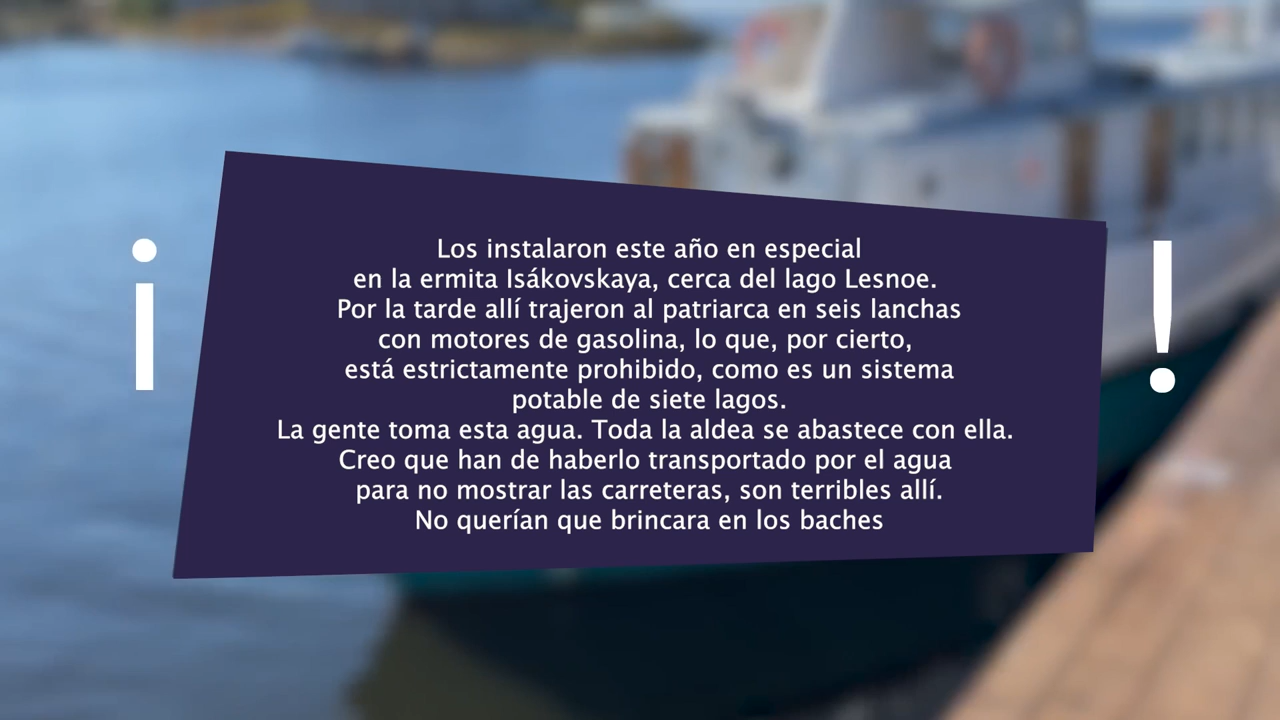 ¡
Los instalaron este año en especial
en la ermita Isákovskaya, cerca del lago Lesnoe.
Por la tarde allí trajeron al patriarca en seis lanchas
con motores de gasolina, lo que, por cierto,
está estrictamente prohibido, como es un sistema
potable de siete lagos.
La gente toma esta agua. Toda la aldea se abastece con ella.
Creo que han de haberlo transportado por el agua
para no mostrar las carreteras, son terribles allí.
No querían que brincara en los baches
!